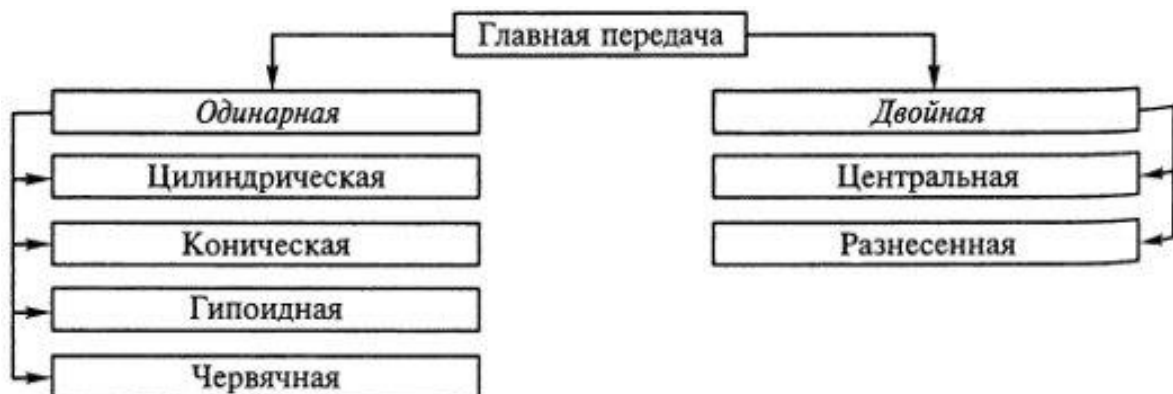 Главная передача
Одинарная
Цилиндрическая
Коническая
Гипоидная
Червячная
Двойная
Центральная
Разнесенная